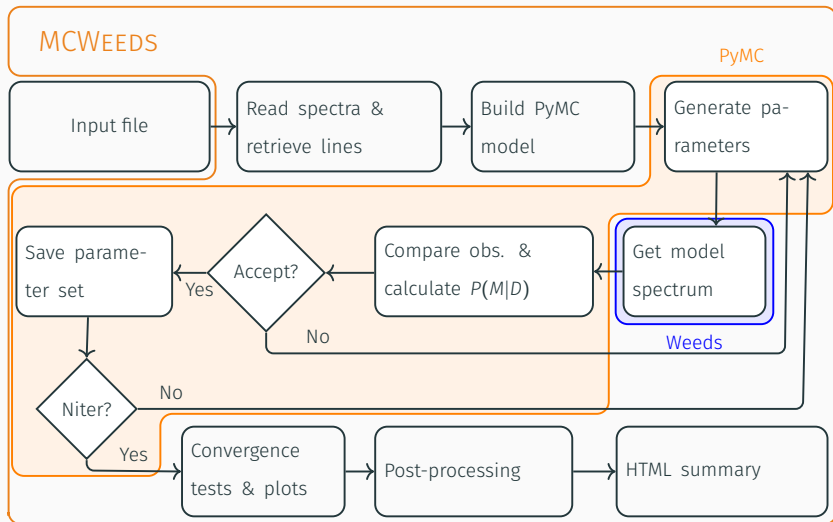 MCWEEDS
PyMC
Input file
Read spectra &
retrieve lines
Build PyMC
model
Generate pa-
rameters
Save parame-
ter set
Yes
Accept?
Compare obs. &
calculate P(M|D)
Get model
spectrum
No
Weeds
No
Niter?
Yes
Convergence
tests & plots
Post-processing
HTML summary